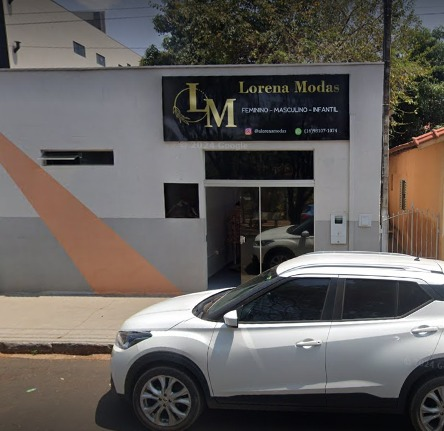 LM
Lorena Modas
FEMININO - MASCULINO - INFANTIL
© 2024 Google